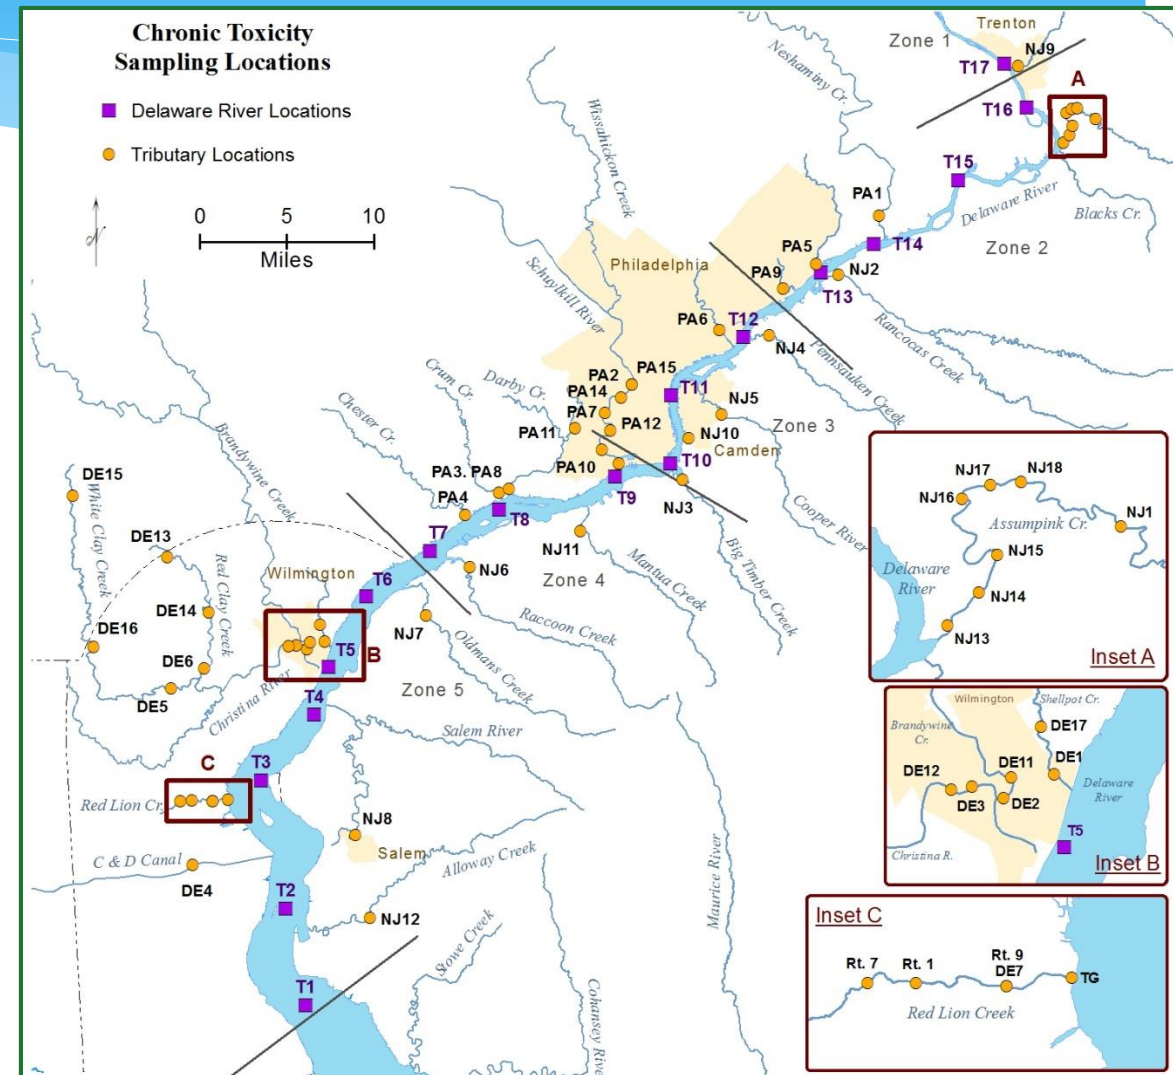 Chronic Toxicity
Sampling Locations
Delaware River Locations
Tributary Locations
N
0 5 10
Miles
Trenton
Zone 1
NJ9
T17
A
T16
Neshaminy Cr.
T15
Delaware River
Blacks Cr.
Zone 2
PA1
T14
Wissahickon Creek
Philadelphia
PA5
NJ2
PA9
T13
Schuylkill River
PA6
T12
NJ4
Rancocas Creek
Pennsauken Creek
PA15
PA2
T11
PA14
NJ5
Crum Cr.
Darby Cr.
PA7
PA12
Zone 3
NJ10
Camden
Chester Cr.
PA11
PA10
T10
Brandywine Creek
PA3. PA8
PA4
T9
NJ3
Cooper River
T8
Big Timber Creek
DE15
White Clay Creek
T7
NJ11
DE13
Red Clay Creek
NJ6
Zone 4
Mantua Creek
Wilmington
T6
DE14
NJ7
Raccoon Creek
DE16
T5
B
DE6
Zone 5
Oldmans Creek
DE5
Christina River
T4
Salem River
C
T3
Red Lion Cr.
NJ8
Salem
C & D Canal
Alloway Creek
DE4
T2
NJ12
Maurice River
Stowe Creek
T1
Cohansey River
NJ17
NJ18
NJ16
NJ1
Assumpink Cr.
NJ15
Delaware
River
NJ14
NJ13
Inset A
Wilmington
Shellpot Cr.
Brandywine
Cr.
DE17
DE12
DE11
DE1
DE3
DE2
Delaware
River
T5
Christina R.
Inset B
Inset C
Rt. 7
Rt. 1
Rt. 9
DE7
TG
Red Lion Creek